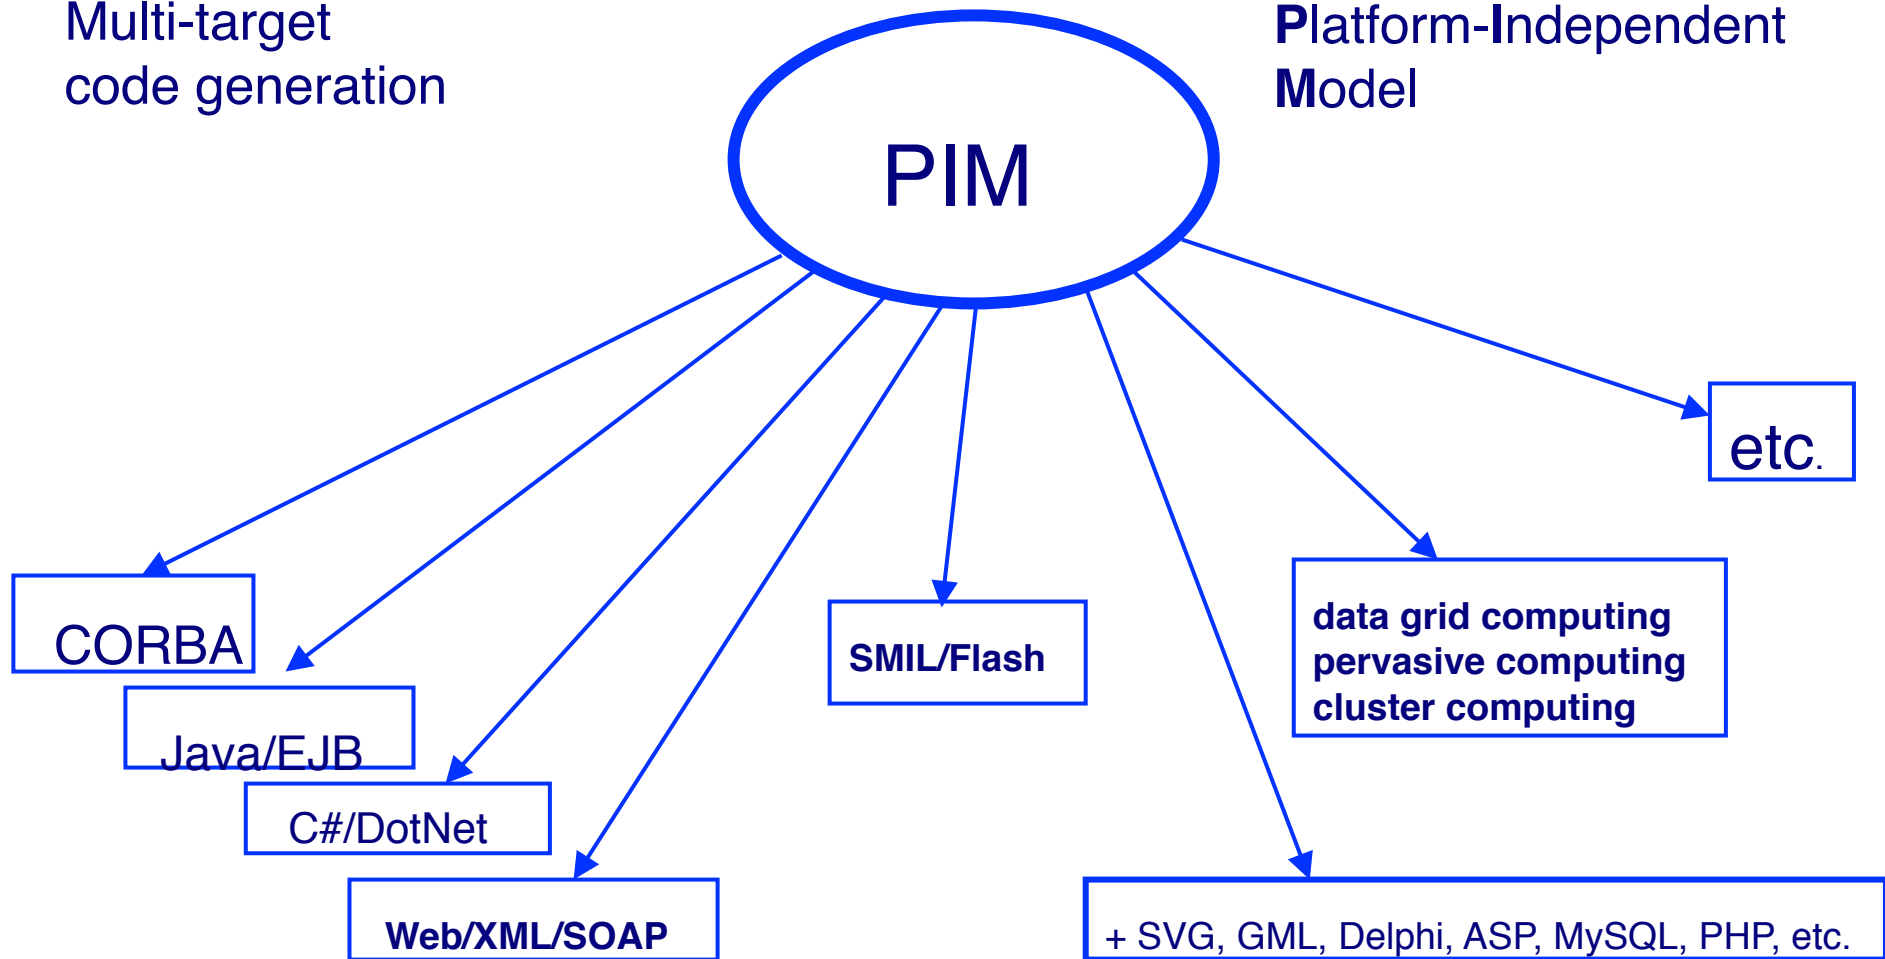 Multi-target
code generation
Platform-Independent
Model
PIM
etc.
CORBA
Java/EJB
C#/DotNet
Web/XML/SOAP
SMIL/Flash
data grid computing
pervasive computing
cluster computing
+ SVG, GML, Delphi, ASP, MySQL, PHP, etc.